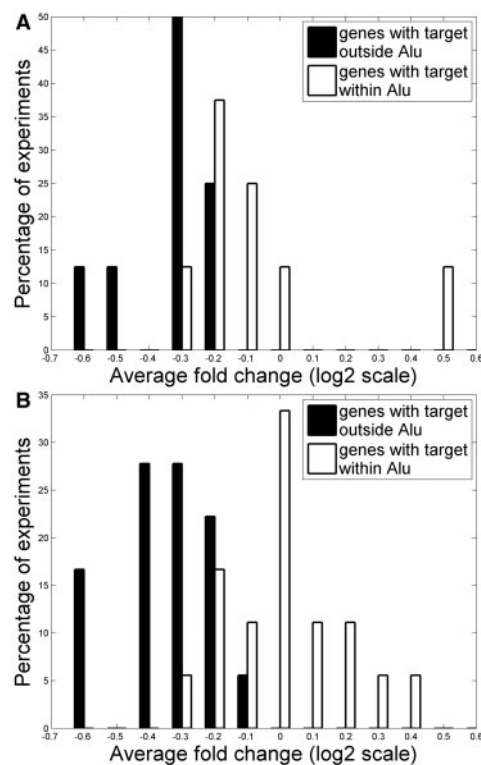 A
50
45
40
35
30
25
20
15
10
5
0
Percentage of experiments
genes with target
outside Alu
genes with target
within Alu
-0.7 -0.6 -0.5 -0.4 -0.3 -0.2 -0.1 0 0.1 0.2 0.3 0.4 0.5 0.6
Average fold change (log2 scale)
B
35
30
25
20
15
10
5
0
Percentage of experiments
genes with target
outside Alu
genes with target
within Alu
-0.7 -0.6 -0.5 -0.4 -0.3 -0.2 -0.1 0 0.1 0.2 0.3 0.4 0.5 0.6
Average fold change (log2 scale)